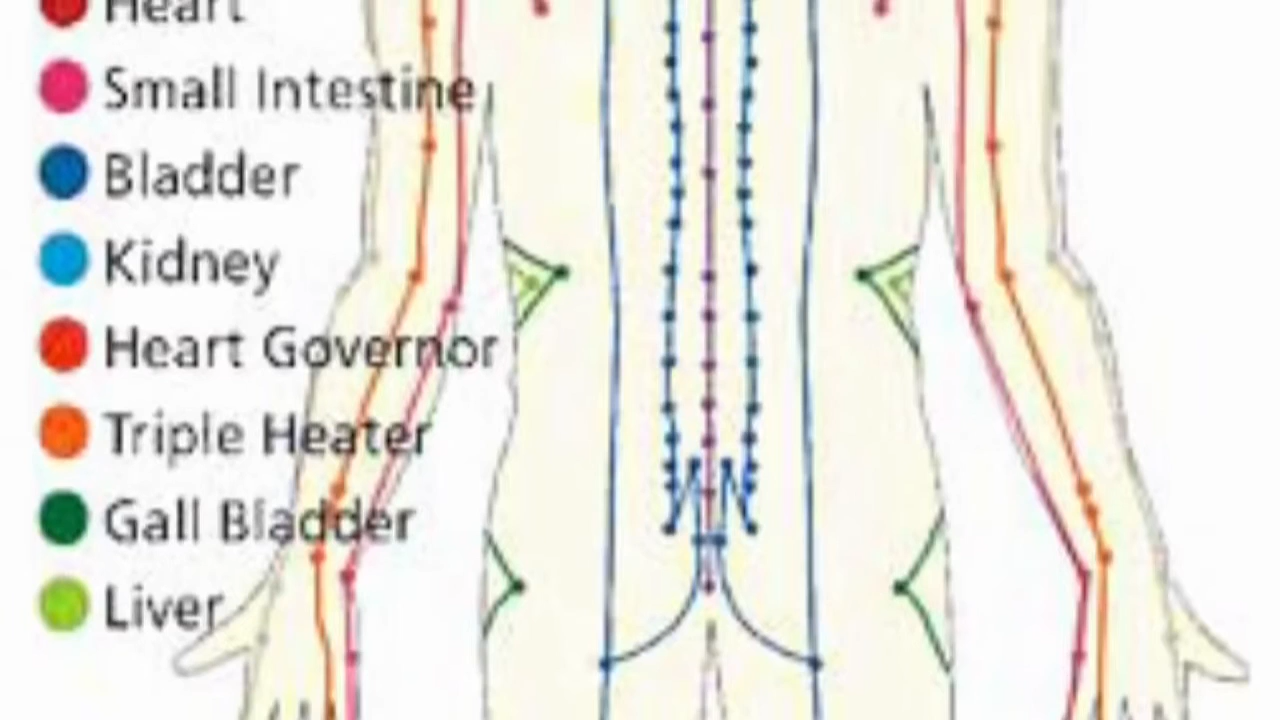 Heart
Small Intestine
Bladder
Kidney
Heart Governor
Triple Heater
Gall Bladder
Liver